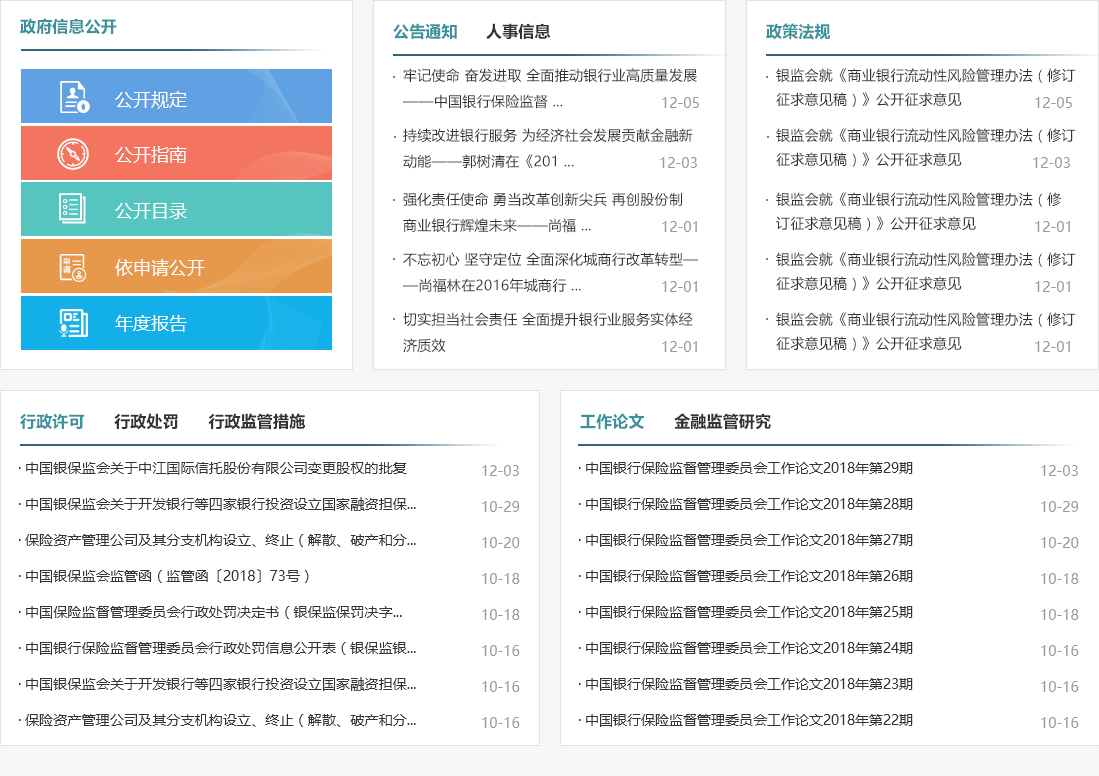 政府信息公开
公开规定
公开指南
公开目录
依申请公开
年度报告
公告通知 人事信息
· 牢记使命 奋发进取 全面推动银行业高质量发展
——中国银行保险监督 ... 12-05
· 持续改进银行服务 为经济社会发展贡献金融新
动能——郭树清在《201 ... 12-03
· 强化责任使命 勇当改革创新尖兵 再创股份制
商业银行辉煌未来——尚福 ... 12-01
· 不忘初心 坚守定位 全面深化城商行改革转型—
—尚福林在2016年城商行 ... 12-01
· 切实担当社会责任 全面提升银行业服务实体经
济质效 12-01
政策法规
· 银监会就《商业银行流动性风险管理办法（修订
征求意见稿）》公开征求意见 12-05
· 银监会就《商业银行流动性风险管理办法（修订
征求意见稿）》公开征求意见 12-03
· 银监会就《商业银行流动性风险管理办法（修
订征求意见稿）》公开征求意见 12-01
· 银监会就《商业银行流动性风险管理办法（修订
征求意见稿）》公开征求意见 12-01
· 银监会就《商业银行流动性风险管理办法（修订
征求意见稿）》公开征求意见 12-01
行政许可 行政处罚 行政监管措施
· 中国银保监会关于中江国际信托股份有限公司变更股权的批复 12-03
· 中国银保监会关于开发银行等四家银行投资设立国家融资担保... 10-29
· 保险资产管理公司及其分支机构设立、终止（解散、破产和分... 10-20
· 中国银保监会监管函（监管函〔2018〕73号） 10-18
· 中国保险监督管理委员会行政处罚决定书（银保监保罚决字... 10-18
· 中国银行保险监督管理委员会行政处罚信息公开表（银保监银... 10-16
· 中国银保监会关于开发银行等四家银行投资设立国家融资担保... 10-16
· 保险资产管理公司及其分支机构设立、终止（解散、破产和分... 10-16
工作论文 金融监管研究
· 中国银行保险监督管理委员会工作论文2018年第29期 12-03
· 中国银行保险监督管理委员会工作论文2018年第28期 10-29
· 中国银行保险监督管理委员会工作论文2018年第27期 10-20
· 中国银行保险监督管理委员会工作论文2018年第26期 10-18
· 中国银行保险监督管理委员会工作论文2018年第25期 10-18
· 中国银行保险监督管理委员会工作论文2018年第24期 10-16
· 中国银行保险监督管理委员会工作论文2018年第23期 10-16
· 中国银行保险监督管理委员会工作论文2018年第22期 10-16